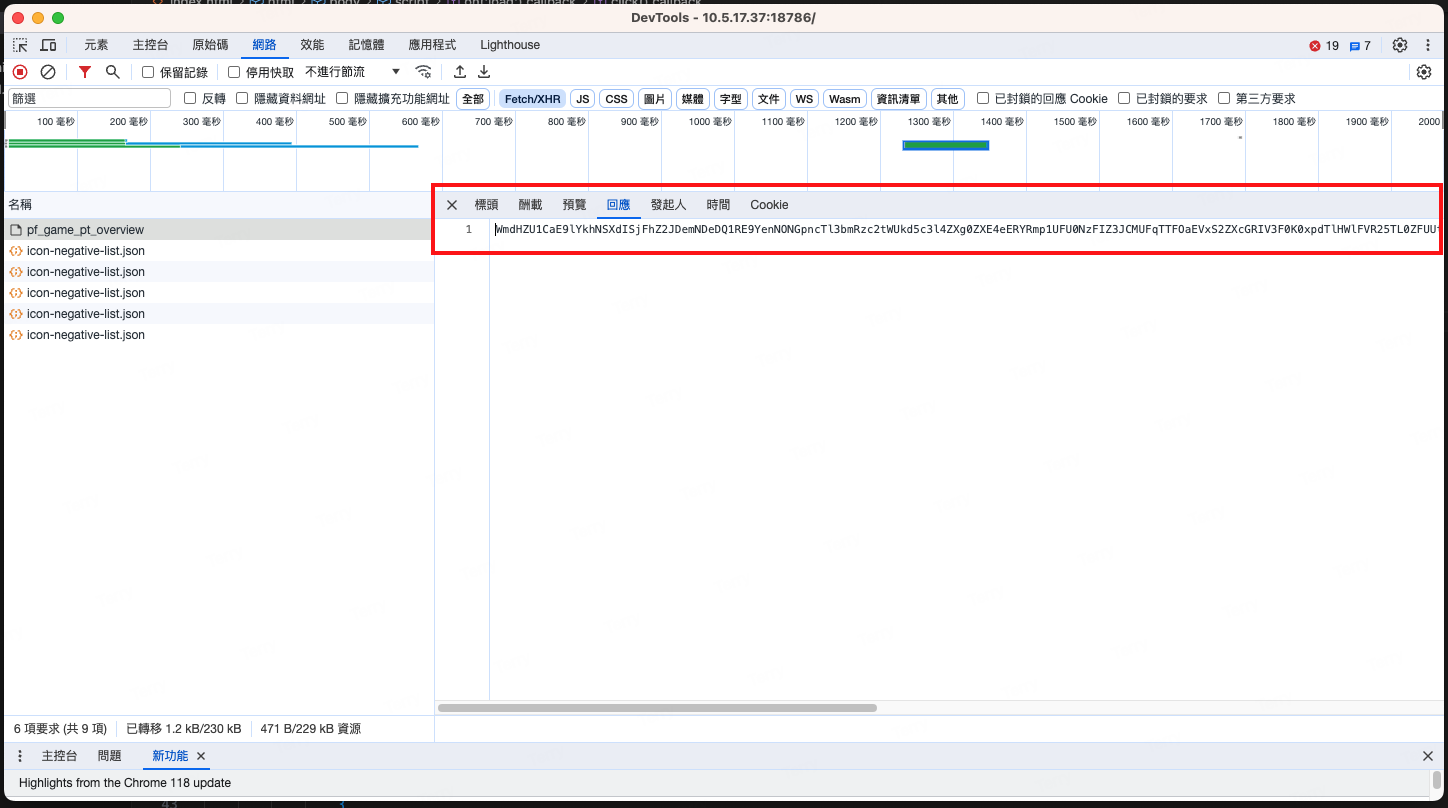 DevTools - 10.5.17.37:18786/
元素 主控台 原始碼 網路 效能 記憶體 應用程式 Lighthouse 19 7
保留記錄 停用快取 不進行節流
篩選 反轉 隱藏資料網址 隱藏擴充功能網址 全部 Fetch/XHR JS CSS 圖片 媒體 字型 文件 WS Wasm 資訊清單 其他 已封鎖的回應 Cookie 已封鎖的要求 第三方要求
100 毫秒 200 毫秒 300 毫秒 400 毫秒 500 毫秒 600 毫秒 700 毫秒 800 毫秒 900 毫秒 1000 毫秒 1100 毫秒 1200 毫秒 1300 毫秒 1400 毫秒 1500 毫秒 1600 毫秒 1700 毫秒 1800 毫秒 1900 毫秒 2000
名稱
標頭 酬載 預覽 回應 發起人 時間 Cookie
1 WmdHZU1CaE9lYkhNSXdISjFhZ2JDemNDeDQ1RE9YenNONGpncTl3bmRzc2tWUkd5c3l4ZXg0ZXE4eERYRmp1UFU0NzFIZ3JCMUFqTTFOaEVxS2ZXcGRIV3F0K0xpdTlHWlFVR25TL0ZFUU
pf_game_pt_overview
icon-negative-list.json
icon-negative-list.json
icon-negative-list.json
icon-negative-list.json
icon-negative-list.json
6 項要求 (共 9 項) 已轉移 1.2 kB/230 kB 471 B/229 kB 資源
主控台 問題 新功能
Highlights from the Chrome 118 update
43 {